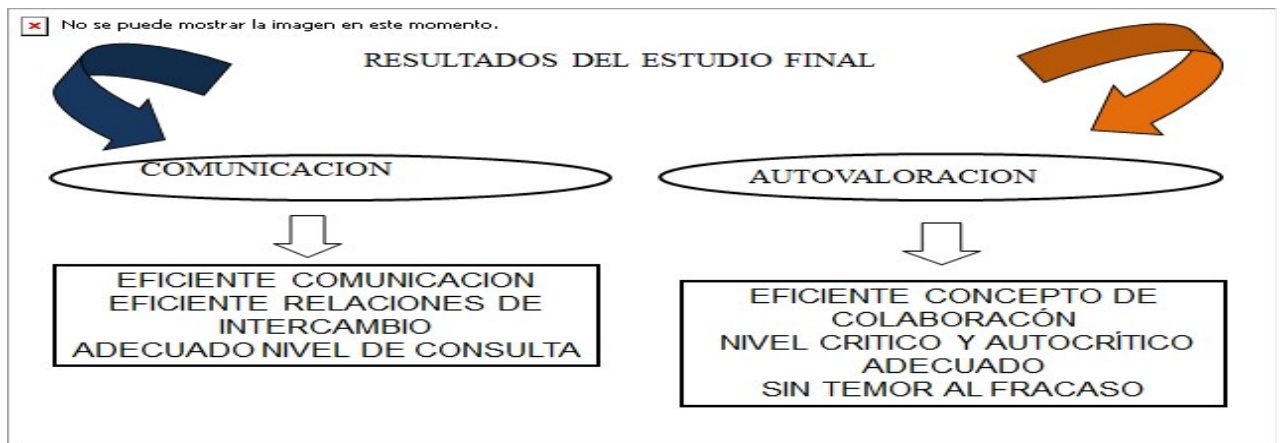 No se puede mostrar la imagen en este momento.
RESULTADOS DEL ESTUDIO FINAL
COMUNICACION
EFICIENTE COMUNICACION
EFICIENTE RELACIONES DE
INTERCAMBIO
ADECUADO NIVEL DE CONSULTA
AUTOVALORACION
EFICIENTE CONCEPTO DE
COLABORACÓN
NIVEL CRITICO Y AUTOCRÍTICO
ADECUADO
SIN TEMOR AL FRACASO